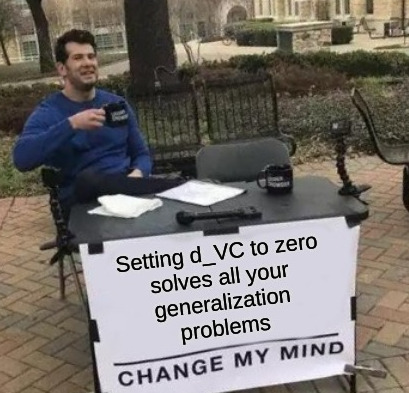 Setting d_VC to zero
solves all your
generalization
problems
CHANGE MY MIND